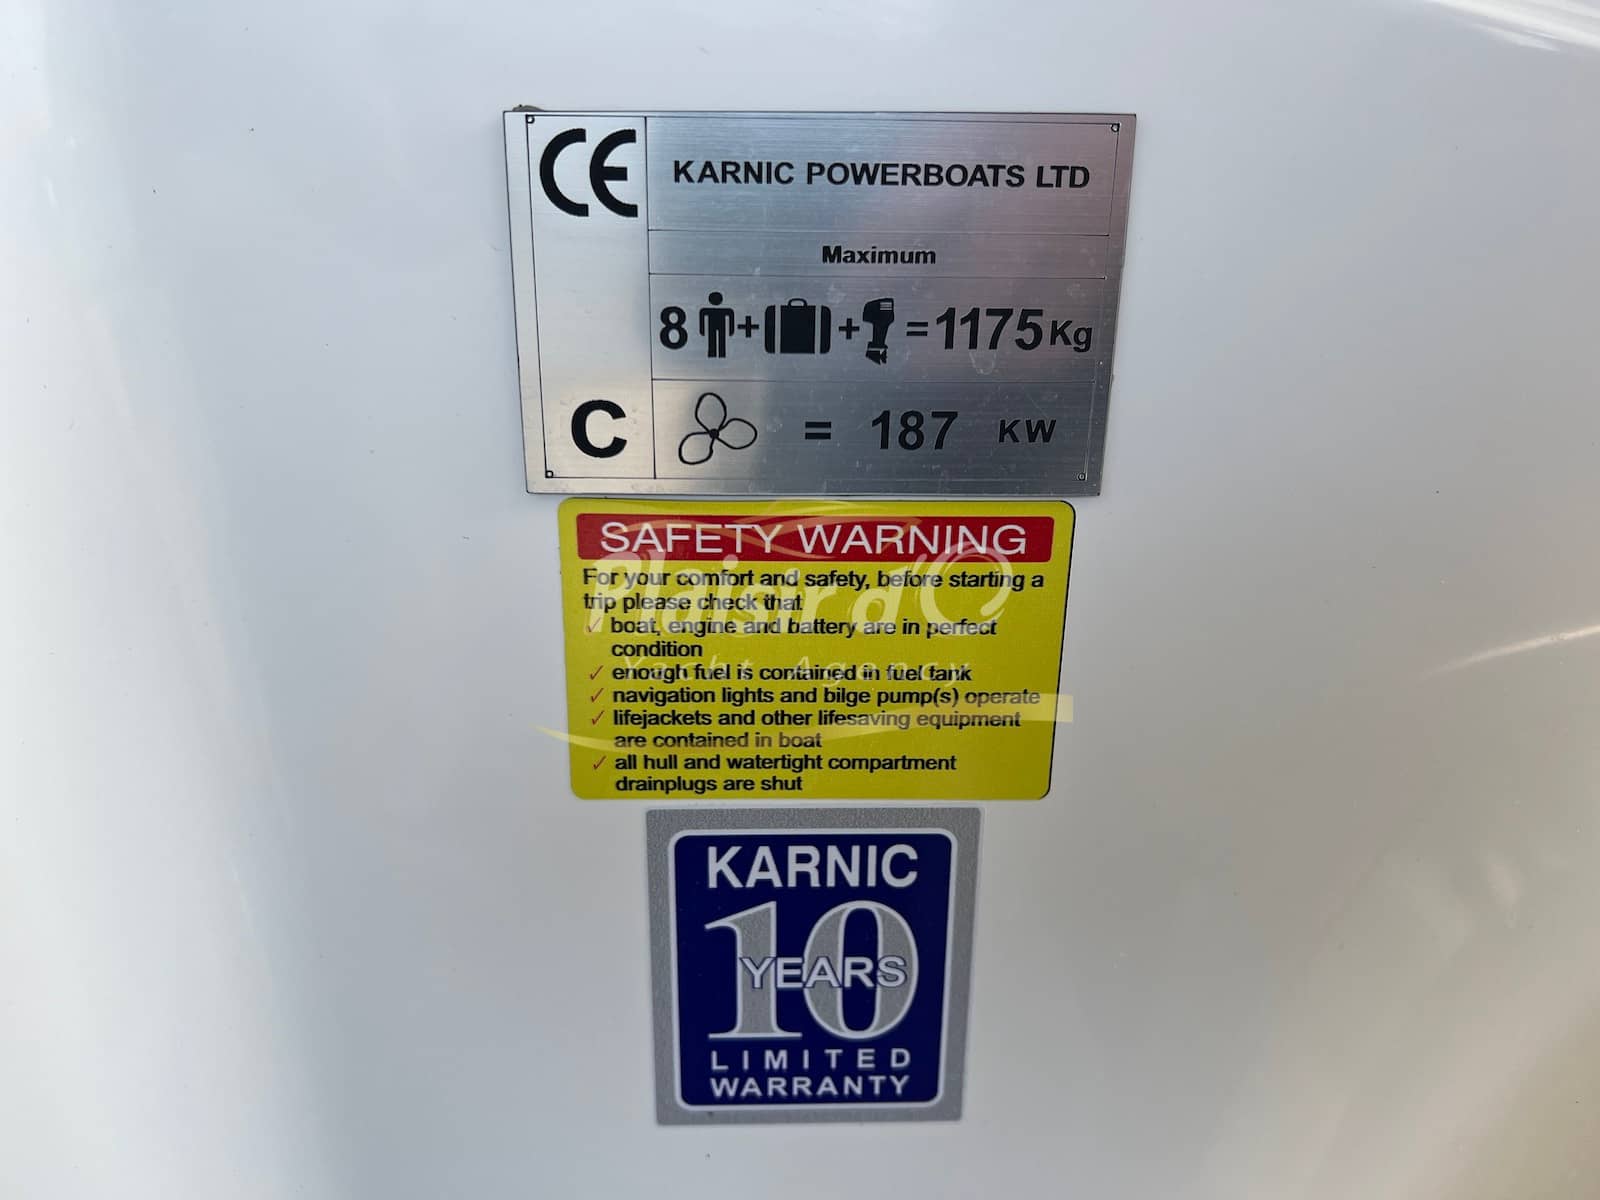 CE
KARNIC POWERBOATS LTD
Maximum
8 + + = 1175 Kg
C = 187 KW
SAFETY WARNING
For your comfort and safety, before starting a
trip please check that
✓ boat, engine and battery are in perfect
condition
✓ enough fuel is contained in fuel tank
✓ navigation lights and bilge pump(s) operate
✓ lifejackets and other lifesaving equipment
are contained in boat
✓ all hull and watertight compartment
drainplugs are shut
Plaisir d'O
Yacht Agency
KARNIC
10
YEARS
LIMITED
WARRANTY